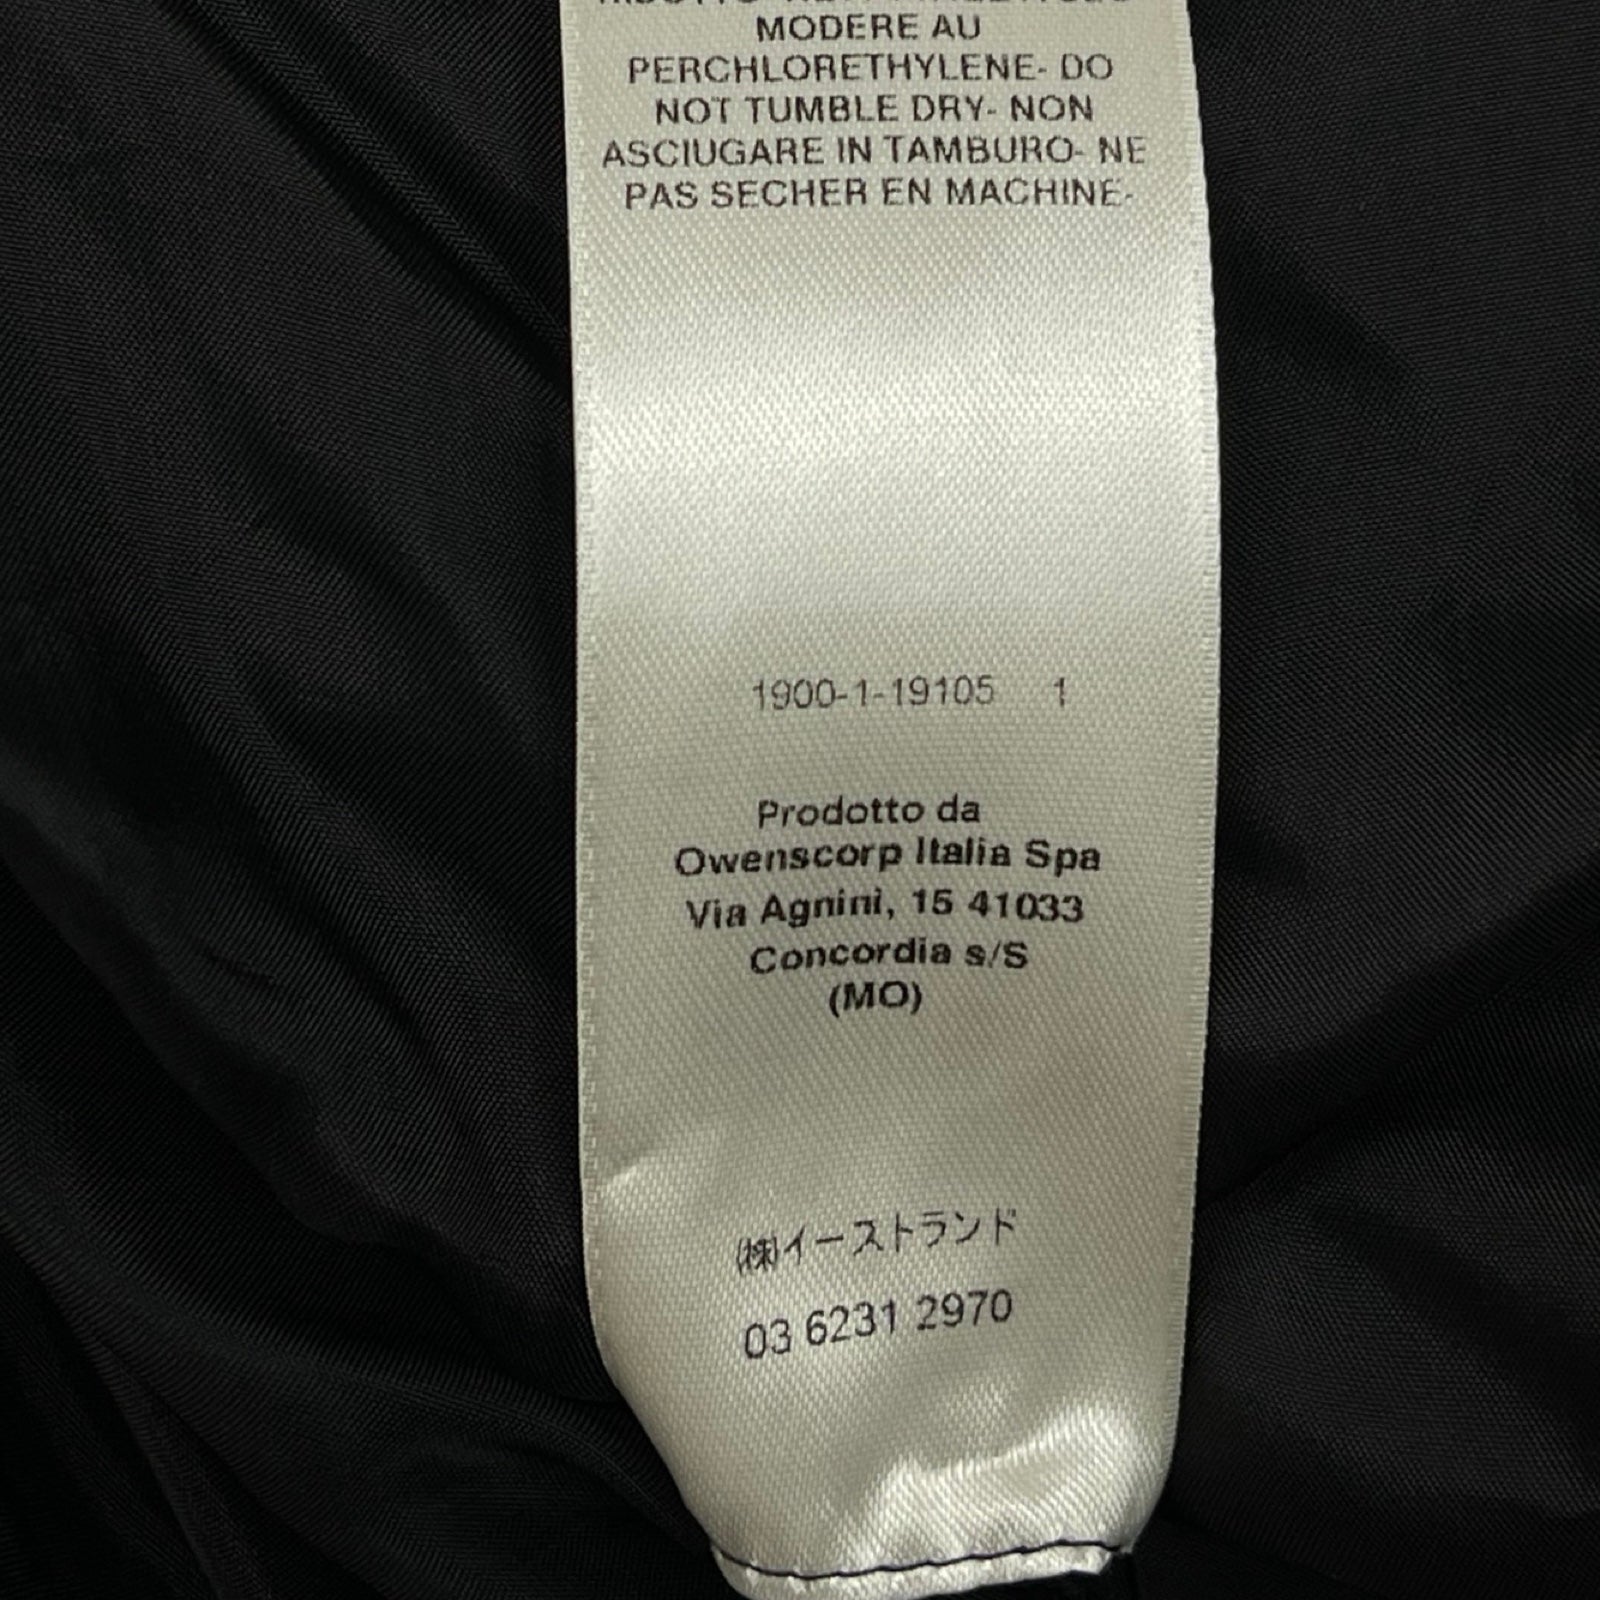 MODERE AU
PERCHLORETHYLENE- DO
NOT TUMBLE DRY- NON
ASCIUGARE IN TAMBURO- NE
PAS SECHER EN MACHINE-
1900-1-19105 1
Prodotto da
Owenscorp Italia Spa
Via Agnini, 15 41033
Concordia s/S
(MO)
(株)イーストランド
03 6231 2970